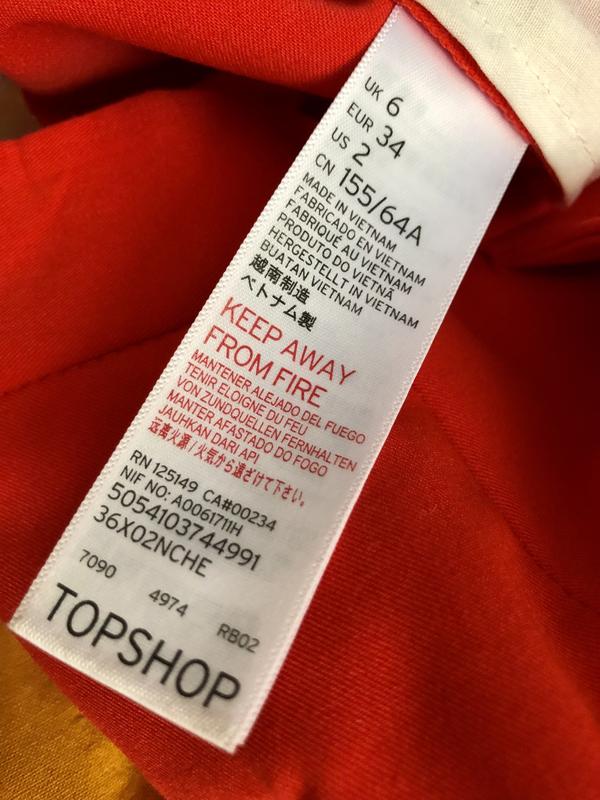 UK 6
EUR 34
US 2
CN 155/64A
MADE IN VIETNAM
FABRICADO EN VIETNAM
FABRIQUÉ AU VIETNAM
PRODUTO DO VIETNÃ
HERGESTELLT IN VIETNAM
BUATAN VIETNAM
越南制造
ベトナム製
KEEP AWAY
FROM FIRE
MANTENER ALEJADO DEL FUEGO
TENIR ELOIGNE DU FEU
VON ZUNDQUELLEN FERNHALTEN
MANTER AFASTADO DO FOGO
JAUHKAN DARI API
远离火源 / 火気から遠ざけて下さい。
RN 125149 CA#00234
NIF NO: A0061711H
5054103744991
36X02NCHE
7090 4974 RB02
TOPSHOP